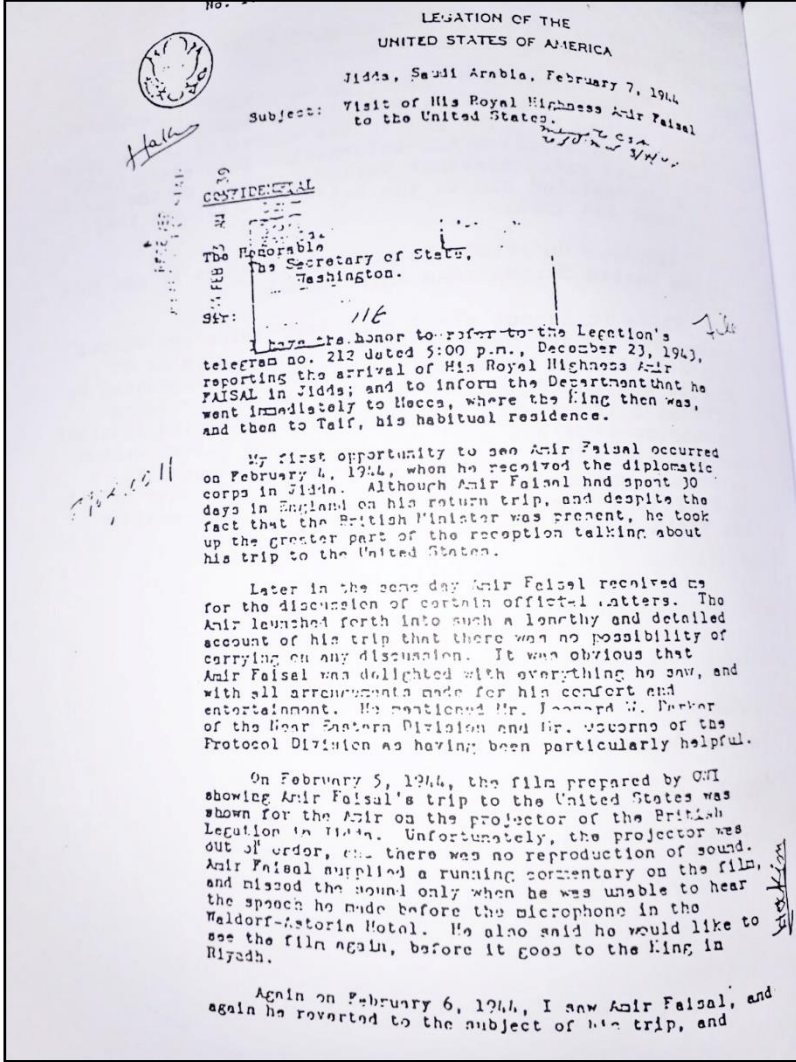 No.
LEGATION OF THE
UNITED STATES OF AMERICA
Jidda, Saudi Arabia, February 7, 1944
Subject: Visit of His Royal Highness Amir Faisal
to the United States.
CONFIDENTIAL
The Honorable
The Secretary of State,
Washington.
Sir:
I have the honor to refer to the Legation's
telegram no. 212 dated 5:00 p.m., December 23, 1943,
reporting the arrival of His Royal Highness Amir
FAISAL in Jidda; and to inform the Department that he
went immediately to Mecca, where the King then was,
and then to Taif, his habitual residence.
My first opportunity to see Amir Faisal occurred
on February 4, 1944, when he received the diplomatic
corps in Jidda. Although Amir Faisal had spent 30
days in England on his return trip, and despite the
fact that the British Minister was present, he took
up the greater part of the reception talking about
his trip to the United States.
Later in the same day Amir Faisal received me
for the discussion of certain official matters. The
Amir launched forth into such a lengthy and detailed
account of his trip that there was no possibility of
carrying on any discussion. It was obvious that
Amir Faisal was delighted with everything he saw, and
with all arrangements made for his comfort and
entertainment. He mentioned Mr. Leonard W. Parker
of the Near Eastern Division and Mr. of the
Protocol Division as having been particularly helpful.
On February 5, 1944, the film prepared by OWI
showing Amir Faisal's trip to the United States was
shown for the Amir on the projector of the British
Legation in Jidda. Unfortunately, the projector was
out of order, and there was no reproduction of sound.
Amir Faisal supplied a running commentary on the film,
and missed the sound only when he was unable to hear
the speech he made before the microphone in the
Waldorf-Astoria Hotel. He also said he would like to
see the film again, before it goes to the King in
Riyadh.
Again on February 6, 1944, I saw Amir Faisal, and
again he reverted to the subject of his trip, and